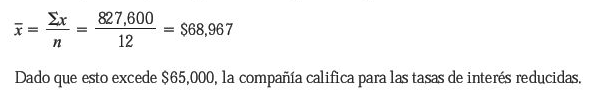 x̄ = Σx / n = 827,600 / 12 = $68,967
Dado que esto excede $65,000, la compañía califica para las tasas de interés reducidas.